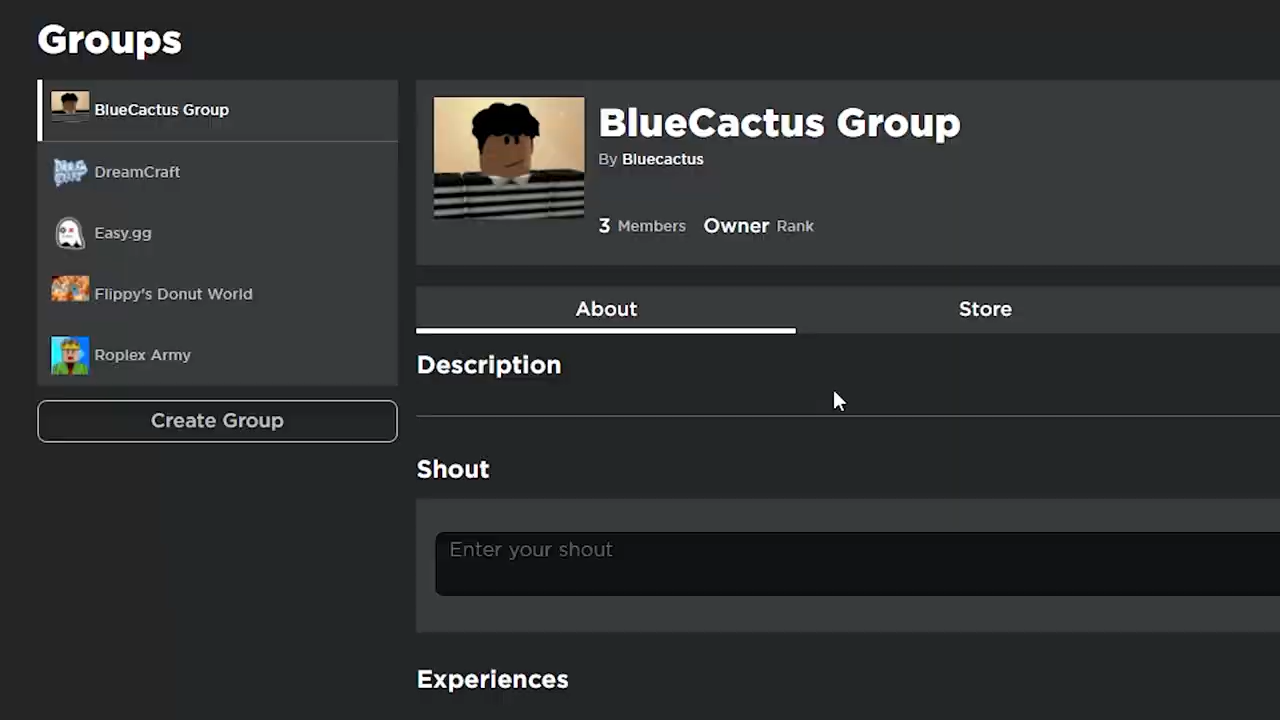 Groups
BlueCactus Group
DreamCraft
Easy.gg
Flippy's Donut World
Roplex Army
Create Group
BlueCactus Group
By Bluecactus
3 Members Owner Rank
About Store
Description
Shout
Enter your shout
Experiences